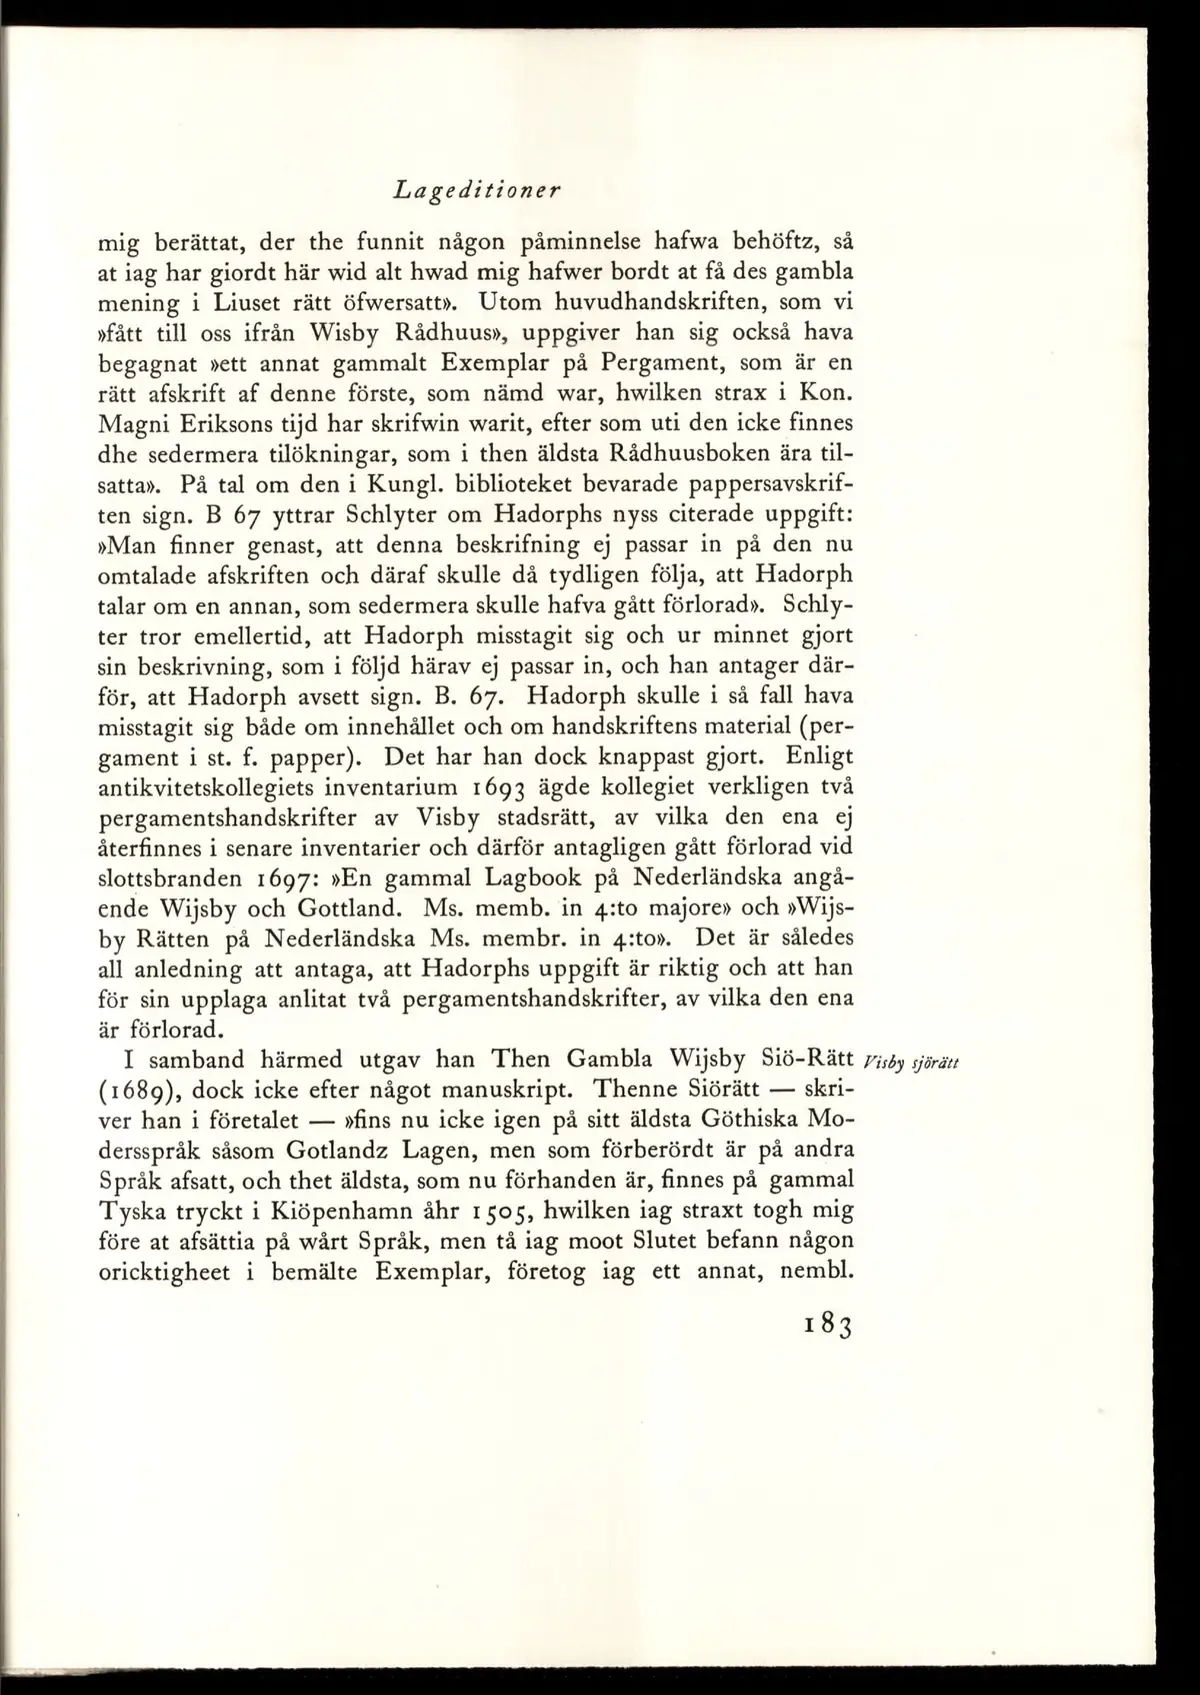 Lageditioner
mig berättat, der the funnit någon påminnelse hafwa behöftz, så
at iag har giordt här wid alt hwad mig hafwer bordt at få des gambla
mening i Liuset rätt öfwersatt». Utom huvudhandskriften, som vi
»fått till oss ifrån Wisby Rådhuus», uppgiver han sig också hava
begagnat »ett annat gammalt Exemplar på Pergament, som är en
rätt afskrift af denne förste, som nämd war, hwilken strax i Kon.
Magni Eriksons tijd har skrifwin warit, efter som uti den icke finnes
dhe sedermera tilökningar, som i then äldsta Rådhuusboken ära til-
satta». På tal om den i Kungl. biblioteket bevarade pappersavskrif-
ten sign. B 67 yttrar Schlyter om Hadorphs nyss citerade uppgift:
»Man finner genast, att denna beskrifning ej passar in på den nu
omtalade afskriften och däraf skulle då tydligen följa, att Hadorph
talar om en annan, som sedermera skulle hafva gått förlorad». Schly-
ter tror emellertid, att Hadorph misstagit sig och ur minnet gjort
sin beskrivning, som i följd härav ej passar in, och han antager där-
för, att Hadorph avsett sign. B. 67. Hadorph skulle i så fall hava
misstagit sig både om innehållet och om handskriftens material (per-
gament i st. f. papper). Det har han dock knappast gjort. Enligt
antikvitetskollegiets inventarium 1693 ägde kollegiet verkligen två
pergamentshandskrifter av Visby stadsrätt, av vilka den ena ej
återfinnes i senare inventarier och därför antagligen gått förlorad vid
slottsbranden 1697: »En gammal Lagbook på Nederländska angå-
ende Wijsby och Gottland. Ms. memb. in 4:to majore» och »Wijs-
by Rätten på Nederländska Ms. membr. in 4:to». Det är således
all anledning att antaga, att Hadorphs uppgift är riktig och att han
för sin upplaga anlitat två pergamentshandskrifter, av vilka den ena
är förlorad.
I samband härmed utgav han Then Gambla Wijsby Siö-Rätt Visby sjörätt
(1689), dock icke efter något manuskript. Thenne Siörätt — skri-
ver han i företalet — »fins nu icke igen på sitt äldsta Göthiska Mo-
dersspråk såsom Gotlandz Lagen, men som förberördt är på andra
Språk afsatt, och thet äldsta, som nu förhanden är, finnes på gammal
Tyska tryckt i Kiöpenhamn åhr 1505, hwilken iag straxt togh mig
före at afsättia på wårt Språk, men tå iag moot Slutet befann någon
oricktigheet i bemälte Exemplar, företog iag ett annat, nembl.
183